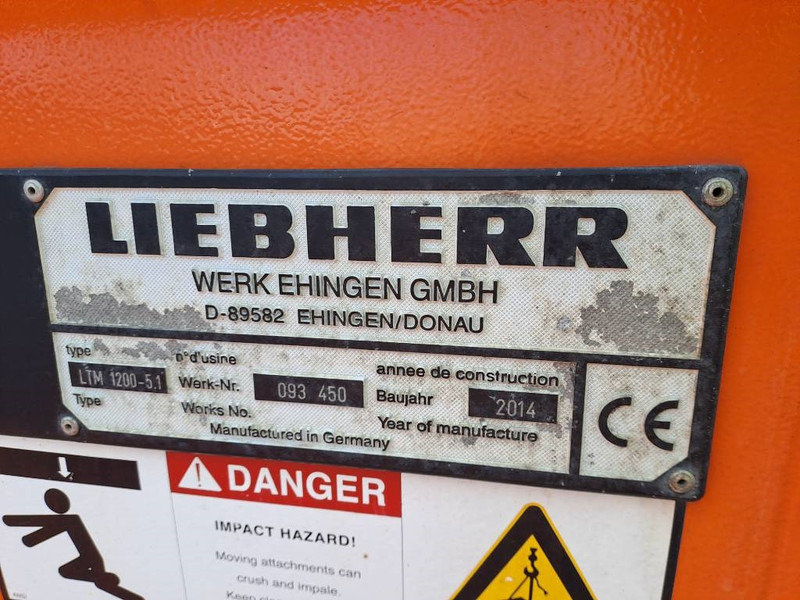 LIEBHERR
WERK EHINGEN GMBH
D-89582 EHINGEN/DONAU
type
LTM 1200-5.1
Type
n°d'usine
Werk-Nr. 093 450
Works No.
annee de construction
Baujahr 2014
Year of manufacture
Manufactured in Germany
CE
DANGER
IMPACT HAZARD!
Moving attachments can
crush and impale.
Keep
ANSI